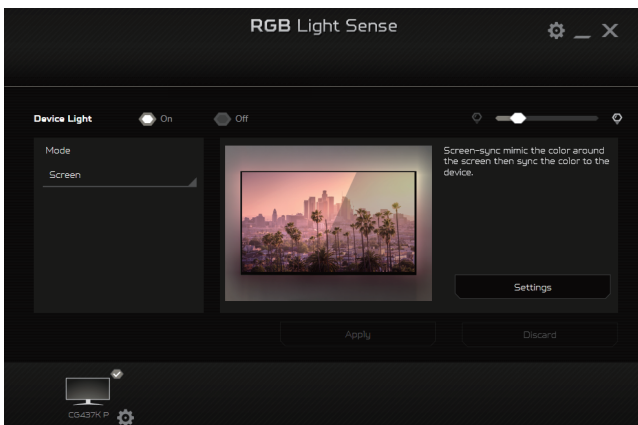 RGB Light Sense
Device Light
On
Off
Mode
Screen
Screen-sync mimic the color around
the screen then sync the color to the
device.
Settings
Apply
Discard
CG437K P